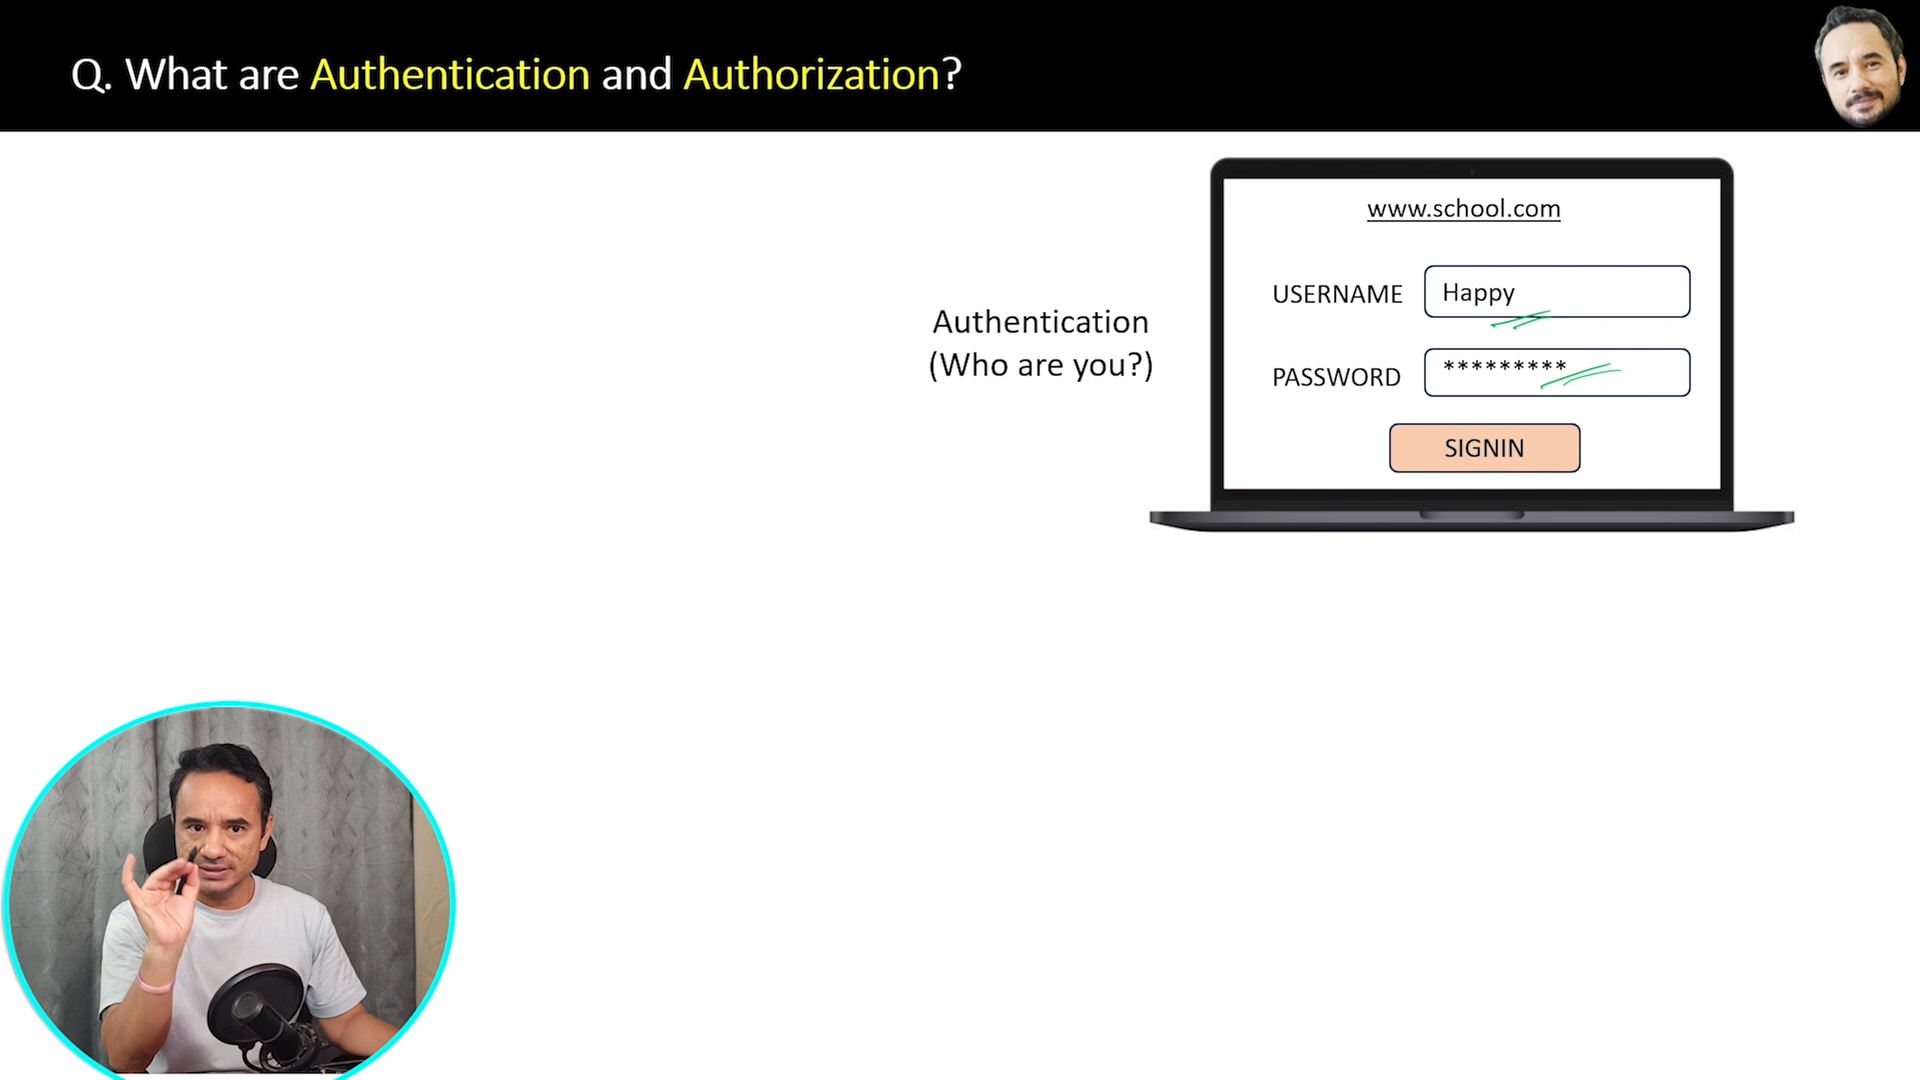 Q. What are Authentication and Authorization?
www.school.com
USERNAME Happy
Authentication
(Who are you?)
PASSWORD *********
SIGNIN